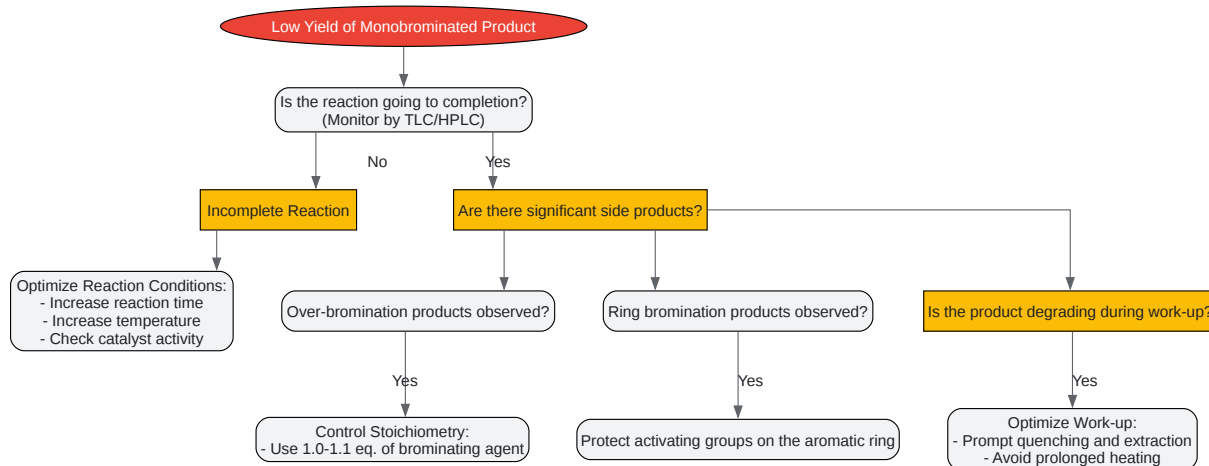 Low Yield of Monobrominated Product
Is the reaction going to completion?
(Monitor by TLC/HPLC)
No
Yes
Incomplete Reaction
Are there significant side products?
Optimize Reaction Conditions:
- Increase reaction time
- Increase temperature
- Check catalyst activity
Over-bromination products observed?
Ring bromination products observed?
Is the product degrading during work-up?
Yes
Yes
Yes
Control Stoichiometry:
- Use 1.0-1.1 eq. of brominating agent
Protect activating groups on the aromatic ring
Optimize Work-up:
- Prompt quenching and extraction
- Avoid prolonged heating